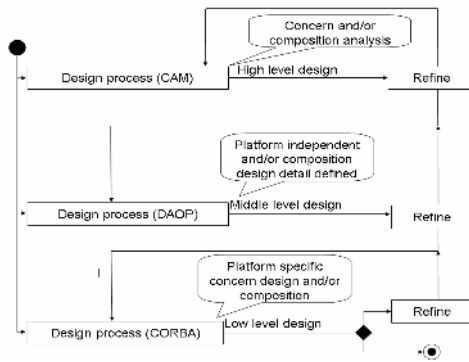 Concern and/or
composition analysis
Design process (CAM)
High level design
Refine
Platform independent
and/or composition
design detail defined
Design process (DAOP)
Middle level design
Refine
Platform specific
concern design and/or
composition
Design process (CORBA)
Low level design
Refine